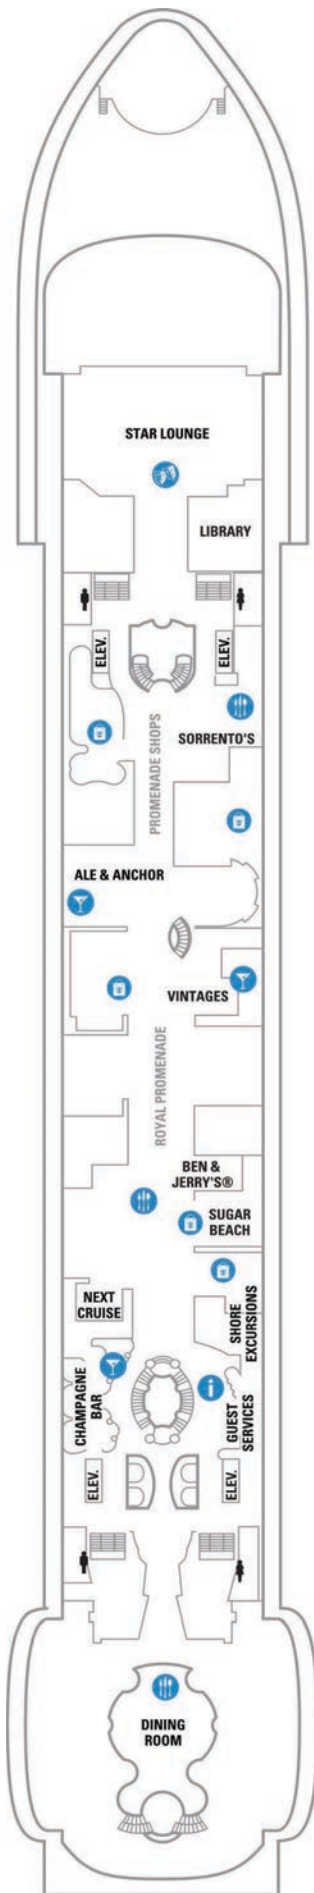 STAR LOUNGE
LIBRARY
ELEV.
ELEV.
SORRENTO'S
PROMENADE SHOPS
ALE & ANCHOR
VINTAGES
ROYAL PROMENADE
BEN &
JERRY'S®
SUGAR
BEACH
NEXT
CRUISE
SHORE
EXCURSIONS
CHAMPAGNE
BAR
GUEST
SERVICES
ELEV.
ELEV.
DINING
ROOM